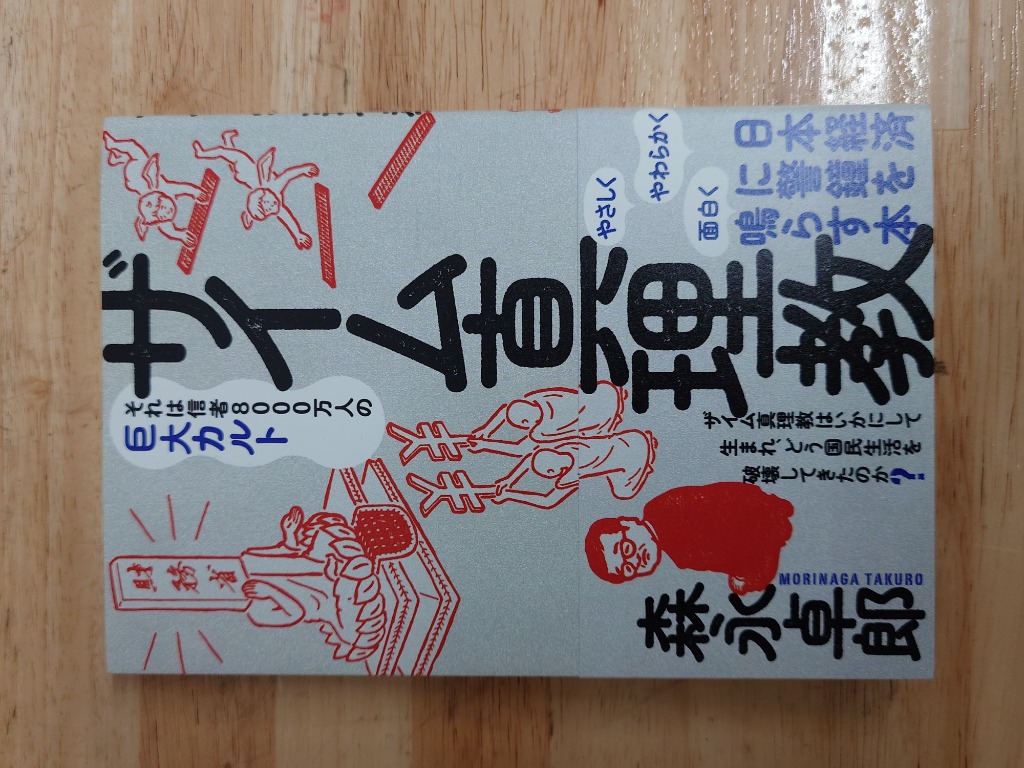 ザイム真理教
それは信者8000万人の
巨大カルト
財務省
やさしく
やわらかく
面白く
日本経済
に警鐘を
鳴らす本
ザイム真理教はいかにして
生まれ、どう国民生活を
破壊してきたのか?
MORINAGA TAKURO
森永卓郎